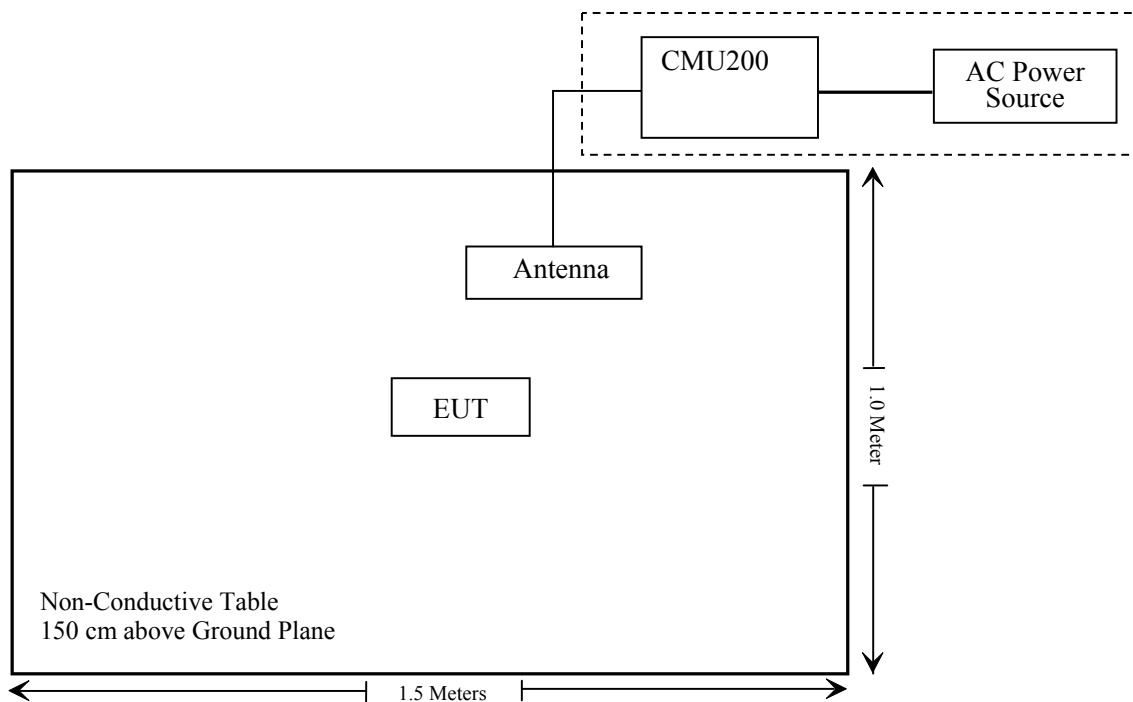 CMU200
AC Power
Source
Antenna
EUT
1.0 Meter
Non-Conductive Table
150 cm above Ground Plane
1.5 Meters